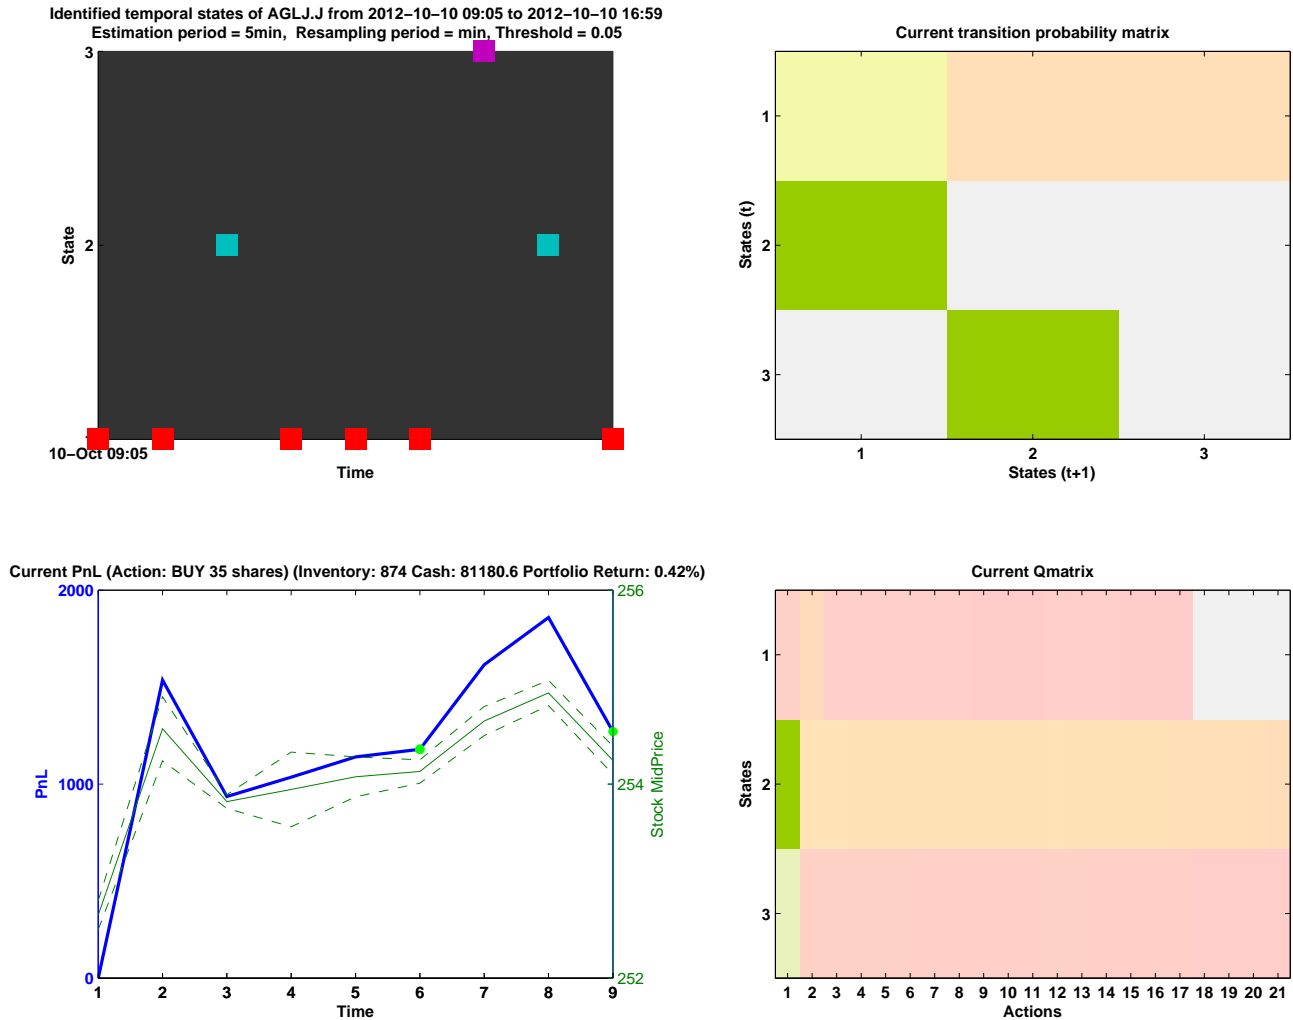 Identified temporal states of AGLJ.J from 2012−10−10 09:05 to 2012−10−10 16:59
Estimation period = 5min,  Resampling period = min, Threshold = 0.05
3
2
State
10−Oct 09:05
Time
Current transition probability matrix
1
2
3
States (t)
1 2 3
States (t+1)
Current PnL (Action: BUY 35 shares) (Inventory: 874 Cash: 81180.6 Portfolio Return: 0.42%)
2000
1000
0
PnL
256
254
252
Stock MidPrice
1 2 3 4 5 6 7 8 9
Time
Current Qmatrix
1
2
3
States
1 2 3 4 5 6 7 8 9 10 11 12 13 14 15 16 17 18 19 20 21
Actions